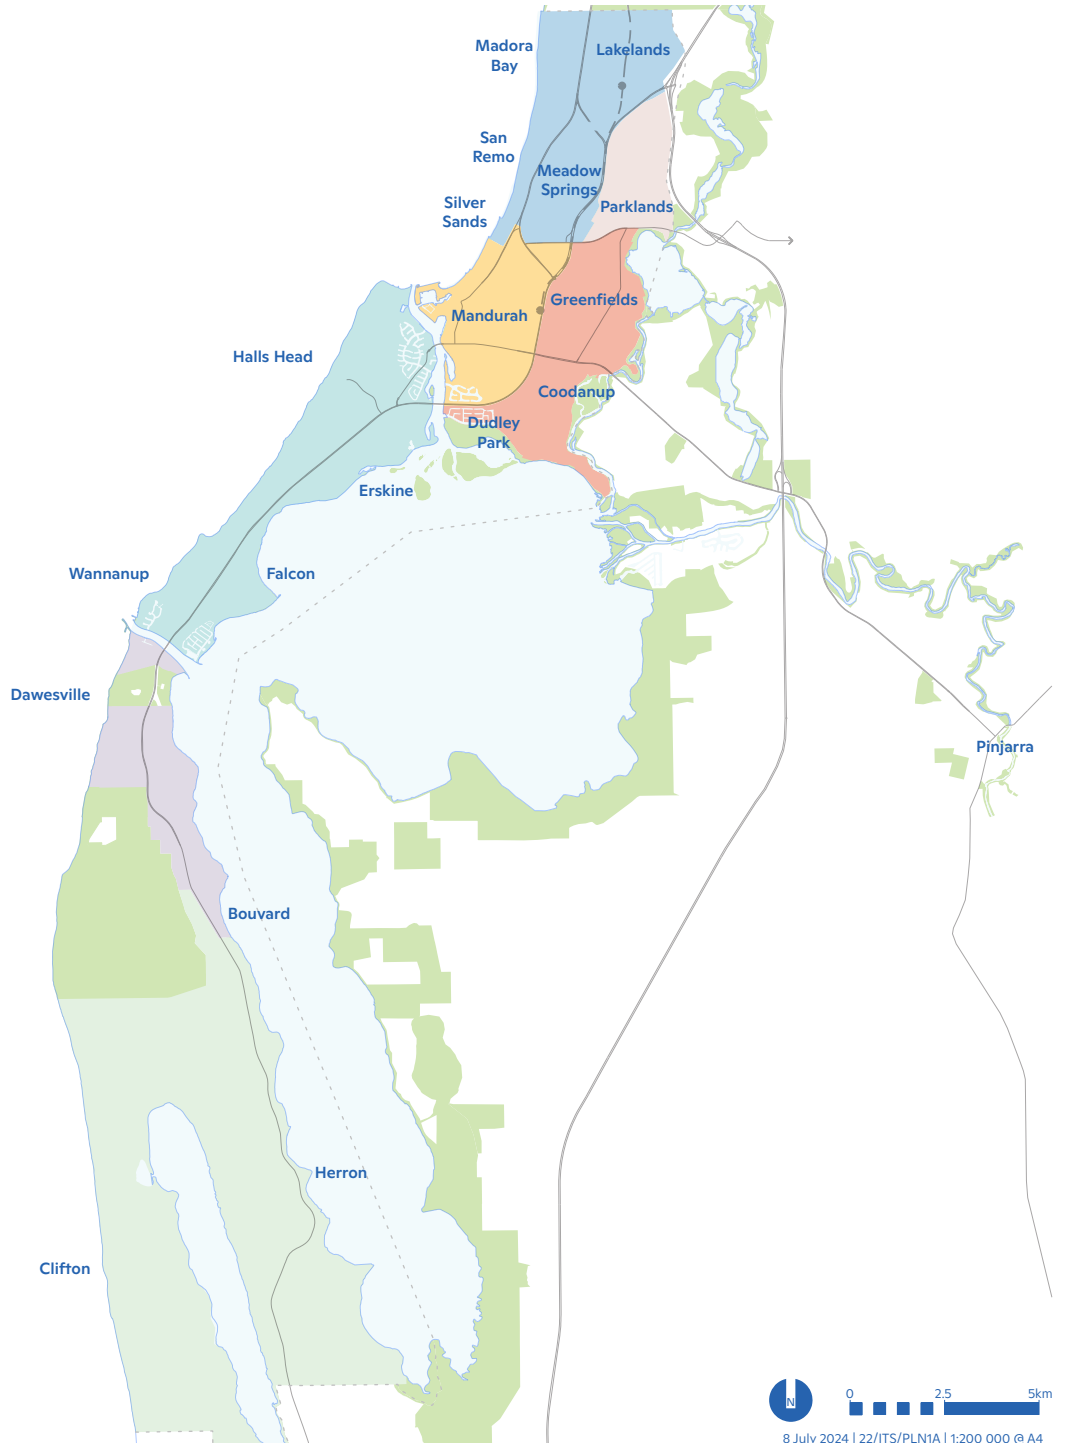 Madora
Bay
Lakelands
San
Remo
Meadow
Springs
Silver
Sands
Parklands
Greenfields
Mandurah
Halls Head
Coodanup
Dudley
Park
Erskine
Wannanup
Falcon
Dawesville
Pinjarra
Bouvard
Herron
Clifton
N
0 2.5 5km
8 July 2024 | 22/ITS/PLN1A | 1:200 000 @ A4